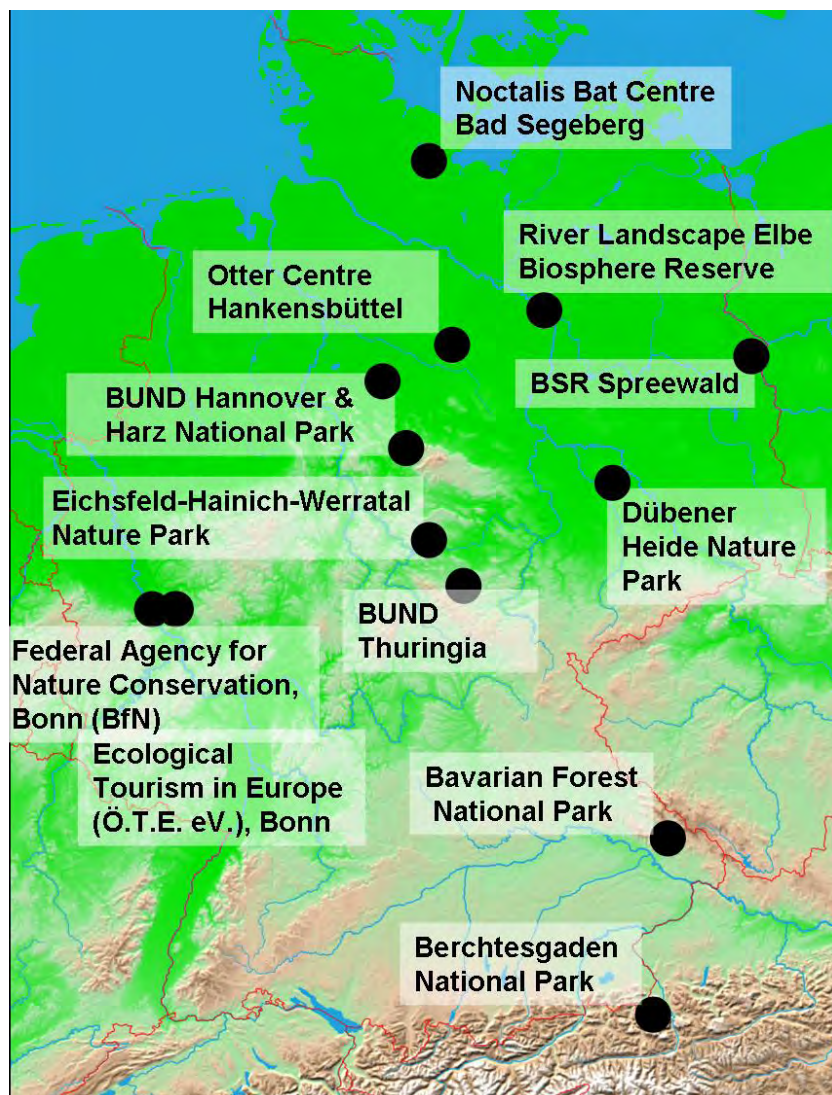 Noctalis Bat Centre
Bad Segeberg
River Landscape Elbe
Biosphere Reserve
Otter Centre
Hankensbüttel
BSR Spreewald
BUND Hannover &
Harz National Park
Eichsfeld-Hainich-Werratal
Nature Park
Dübener
Heide Nature
Park
BUND
Thuringia
Federal Agency for
Nature Conservation,
Bonn (BfN)
Ecological
Tourism in Europe
(Ö.T.E. eV.), Bonn
Bavarian Forest
National Park
Berchtesgaden
National Park